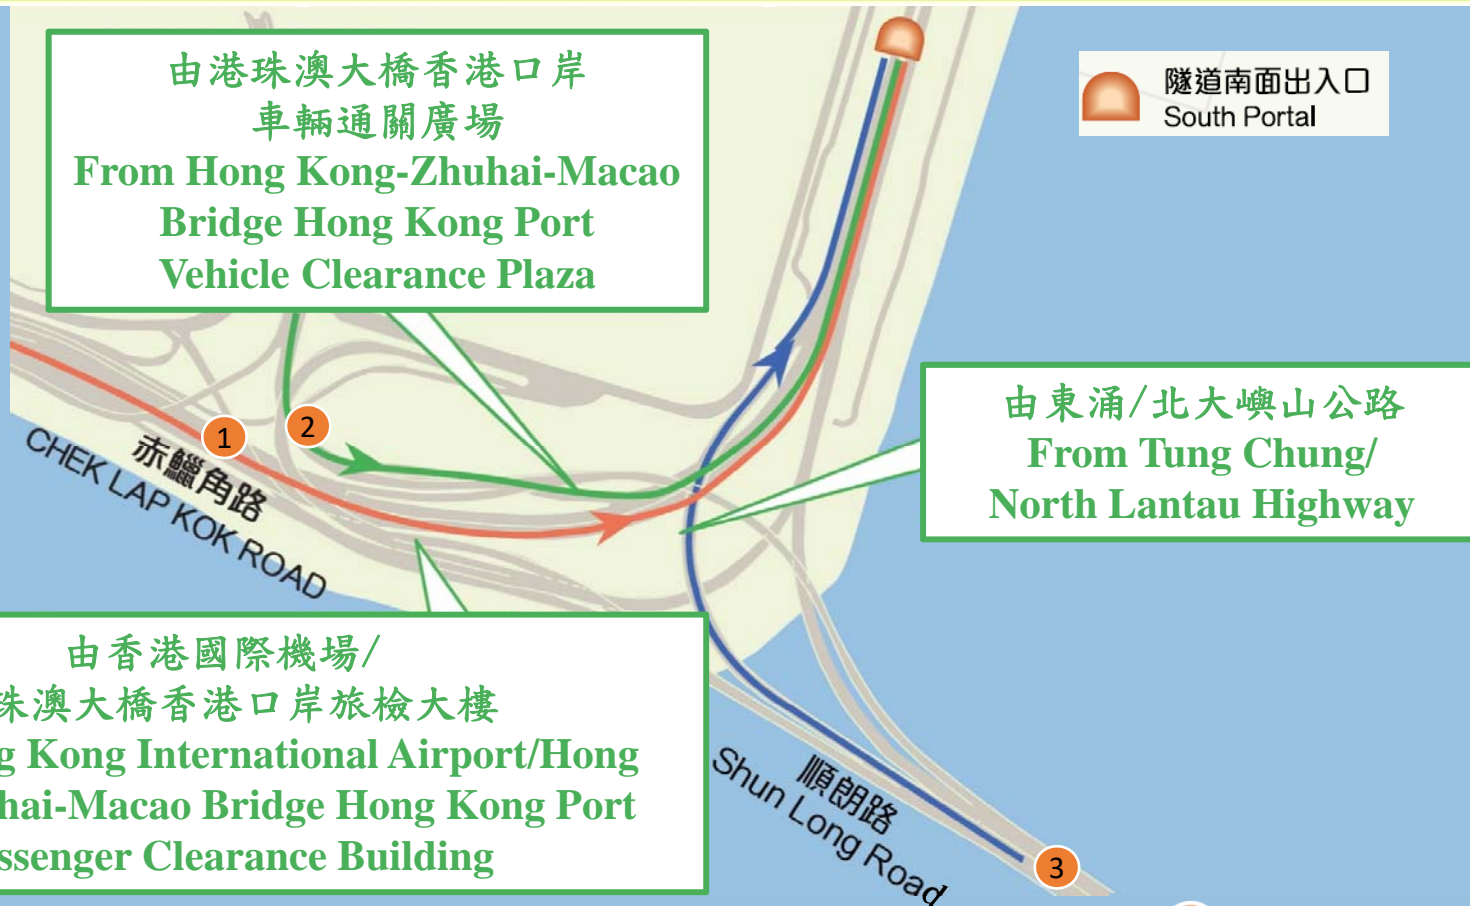 由港珠澳大橋香港口岸
車輛通關廣場
From Hong Kong-Zhuhai-Macao
Bridge Hong Kong Port
Vehicle Clearance Plaza
隧道南面出入口
South Portal
由東涌/北大嶼山公路
From Tung Chung/
North Lantau Highway
1
2
赤鱲角路
CHEK LAP KOK ROAD
由香港國際機場/
珠澳大橋香港口岸旅檢大樓
g Kong International Airport/Hong
hai-Macao Bridge Hong Kong Port
ssenger Clearance Building
順朗路
Shun Long Road
3